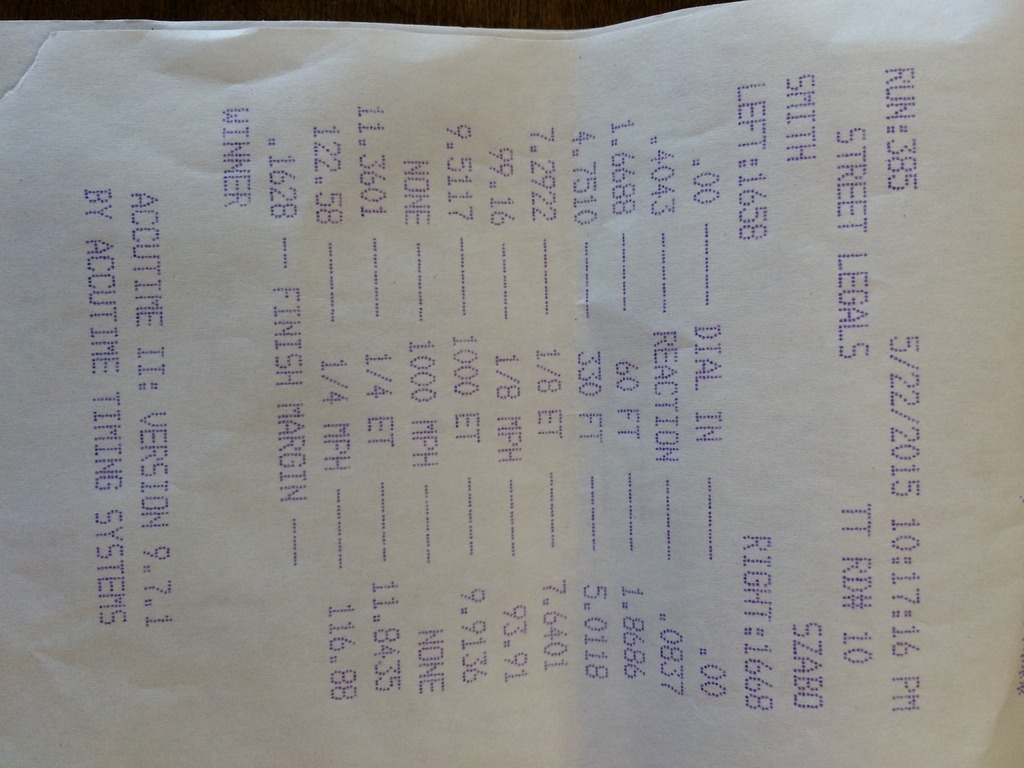 RUN:385 5/22/2015 10:17:16 PM
STREET LEGALS TT RD# 10
SMITH SZABO
LEFT:1658 RIGHT:1668
.00 ——— DIAL IN ——— .00
.4043 ——— REACTION ——— .0837
1.6688 ——— 60 FT ——— 1.8686
4.7510 ——— 330 FT ——— 5.0118
7.2922 ——— 1/8 ET ——— 7.6401
99.16 ——— 1/8 MPH ——— 93.91
9.5117 ——— 1000 ET ——— 9.9136
NONE ——— 1000 MPH ——— NONE
11.3601 ——— 1/4 ET ——— 11.8435
122.58 ——— 1/4 MPH ——— 116.88
.1628 —— FINISH MARGIN ——
WINNER
ACCUTIME II: VERSION 9.7.1
BY ACCUTIME TIMING SYSTEMS